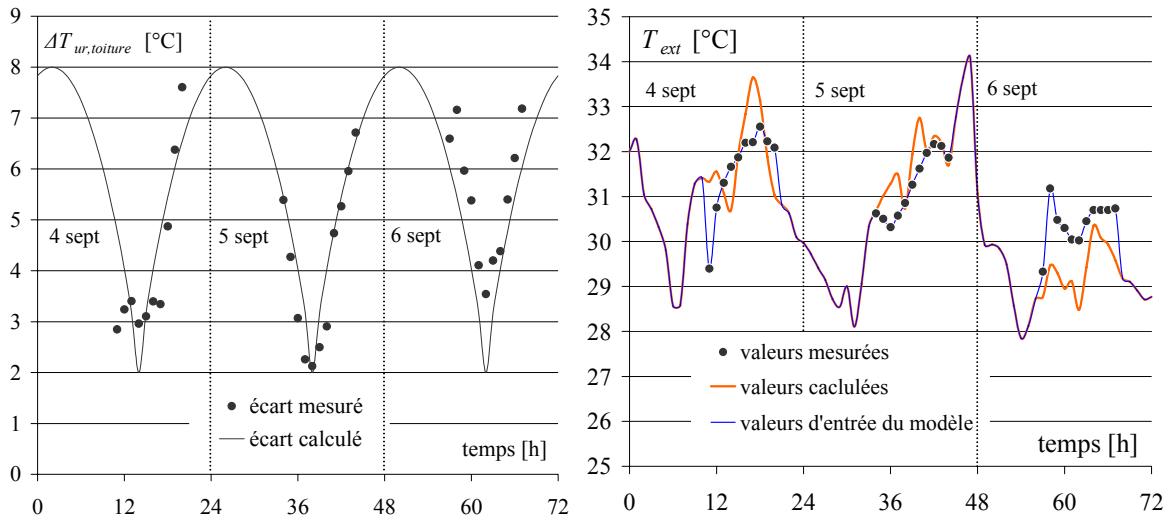 ΔT ur,toiture [°C]
9
8
7
6
5
4
3
2
1
0
4 sept
5 sept
6 sept
écart mesuré
écart calculé
temps [h]
0 12 24 36 48 60 72
T ext [°C]
35
34
33
32
31
30
29
28
27
26
25
4 sept
5 sept
6 sept
valeurs mesurées
valeurs caclulées
valeurs d'entrée du modèle
temps [h]
0 12 24 36 48 60 72